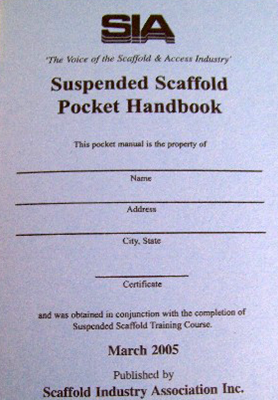 SIA
'The Voice of the Scaffold & Access Industry'
Suspended Scaffold
Pocket Handbook
This pocket manual is the property of
Name
Address
City, State
Certificate
and was obtained in conjunction with the completion of
Suspended Scaffold Training Course.
March 2005
Published by
Scaffold Industry Association Inc.